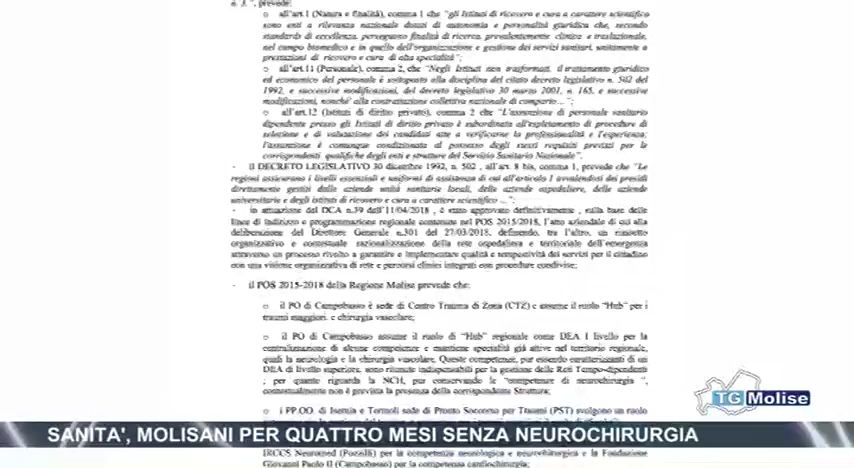 n. 3.", prevede:
o all'art.1 (Natura e finalità), comma 1 che "gli Istituti di ricovero e cura a carattere scientifico
sono enti a rilevanza nazionale dotati di autonomia e personalità giuridica che, secondo
standards di eccellenza, perseguono finalità di ricerca, prevalentemente clinica e traslazionale,
nel campo biomedico e in quello dell'organizzazione e gestione dei servizi sanitari, unitamente a
prestazioni di ricovero e cura di alta specialità";
o all'art.11 (Personale), comma 2, che "Negli Istituti non trasformati, il trattamento giuridico
ed economico del personale è sottoposto alla disciplina del citato decreto legislativo n. 502 del
1992, e successive modificazioni, del decreto legislativo 30 marzo 2001, n. 165, e successive
modificazioni, nonché alla contrattazione collettiva nazionale di comparto ...";
o all'art.12 (Istituti di diritto privato), comma 2 che "L'assunzione di personale sanitario
dipendente presso gli Istituti di diritto privato è subordinata all'espletamento di procedure di
selezione e di valutazione dei candidati atte a verificarne la professionalità e l'esperienza;
l'assunzione è comunque condizionata al possesso degli stessi requisiti previsti per le
corrispondenti qualifiche degli enti e strutture del Servizio Sanitario Nazionale".
- il DECRETO LEGISLATIVO 30 dicembre 1992, n. 502 , all'art. 8 bis, comma 1, prevede che "Le
regioni assicurano i livelli essenziali e uniformi di assistenza di cui all'articolo 1 avvalendosi dei presidi
direttamente gestiti dalle aziende unità sanitarie locali, delle aziende ospedaliere, delle aziende
universitarie e degli istituti di ricovero e cura a carattere scientifico ...";
- in attuazione del DCA n.39 dell'11/04/2018 , è stato approvato definitivamente , sulla base delle
linee di indirizzo e programmazione regionale contenute nel POS 2015/2018, l'atto aziendale di cui alla
deliberazione del Direttore Generale n.301 del 27/03/2018, definendo, tra l'altro, un riassetto
organizzativo e contestuale razionalizzazione della rete ospedaliera e territoriale dell'emergenza
attraverso un processo rivolto a garantire e implementare qualità e tempestività dei servizi per il cittadino
con una visione organizzativa di rete e percorsi clinici integrati con procedure condivise;
- il POS 2015-2018 della Regione Molise prevede che:
o il PO di Campobasso è sede di Centro Trauma di Zona (CTZ) e assume il ruolo "Hub" per i
traumi maggiori e chirurgia vascolare;
o il PO di Campobasso assume il ruolo di "Hub" regionale come DEA I livello per la
centralizzazione di alcune competenze e mantiene specialità già attive nel territorio regionale,
quali la neurologia e la chirurgia vascolare. Queste competenze, pur essendo caratterizzanti di un
DEA di livello superiore, sono ritenute indispensabili per la gestione delle Reti Tempo-dipendenti
; per quanto riguarda la NCH, pur conservando le "competenze di neurochirurgia ",
contestualmente non è prevista la presenza della corrispondente Struttura;
o i PP.OO. di Isernia e Termoli sede di Pronto Soccorso per Traumi (PST) svolgono un ruolo
TG Molise
SANITA', MOLISANI PER QUATTRO MESI SENZA NEUROCHIRURGIA
IRCCS Neuromed (Pozzilli) per la competenza neurologica e neurochirurgica e la Fondazione
Giovanni Paolo II (Campobasso) per la competenza cardiochirurgia;